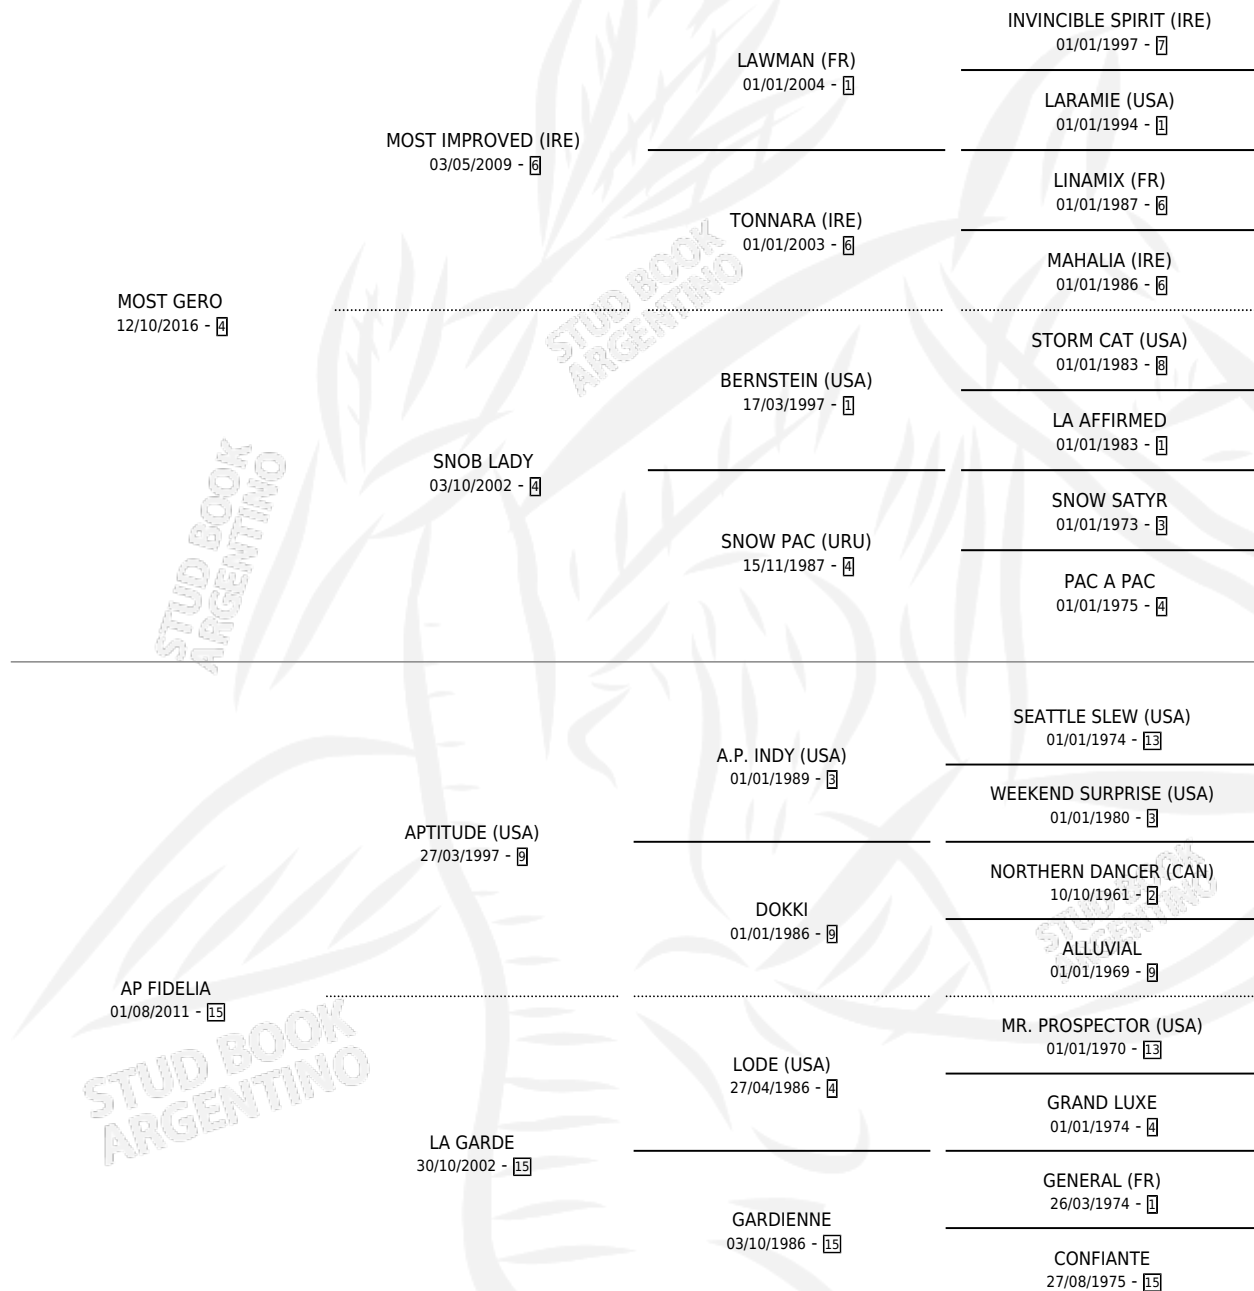 INVINCIBLE SPIRIT (IRE)
01/01/1997 - 7
LAWMAN (FR)
01/01/2004 - 1
LARAMIE (USA)
01/01/1994 - 1
MOST IMPROVED (IRE)
03/05/2009 - 6
LINAMIX (FR)
01/01/1987 - 6
TONNARA (IRE)
01/01/2003 - 6
MAHALIA (IRE)
01/01/1986 - 6
MOST GERO
12/10/2016 - 4
STORM CAT (USA)
01/01/1983 - 8
BERNSTEIN (USA)
17/03/1997 - 1
LA AFFIRMED
01/01/1983 - 1
SNOB LADY
03/10/2002 - 4
SNOW SATYR
01/01/1973 - 3
SNOW PAC (URU)
15/11/1987 - 4
PAC A PAC
01/01/1975 - 4
SEATTLE SLEW (USA)
01/01/1974 - 13
A.P. INDY (USA)
01/01/1989 - 3
WEEKEND SURPRISE (USA)
01/01/1980 - 3
APTITUDE (USA)
27/03/1997 - 9
NORTHERN DANCER (CAN)
10/10/1961 - 2
DOKKI
01/01/1986 - 9
ALLUVIAL
01/01/1969 - 9
AP FIDELIA
01/08/2011 - 15
MR. PROSPECTOR (USA)
01/01/1970 - 13
LODE (USA)
27/04/1986 - 4
GRAND LUXE
01/01/1974 - 4
LA GARDE
30/10/2002 - 15
GENERAL (FR)
26/03/1974 - 1
GARDIENNE
03/10/1986 - 15
CONFIANTE
27/08/1975 - 15
STUD BOOK
ARGENTINO
STUD BOOK
ARGENTINO
STUD BOOK
ARGENTINO
STUD BOOK
ARGENTINO